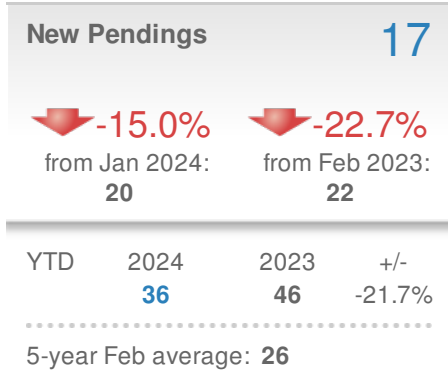 New Pendings 17
-15.0% -22.7%
from Jan 2024: from Feb 2023:
20 22
YTD 2024 2023 +/-
36 46 -21.7%
5-year Feb average: 26